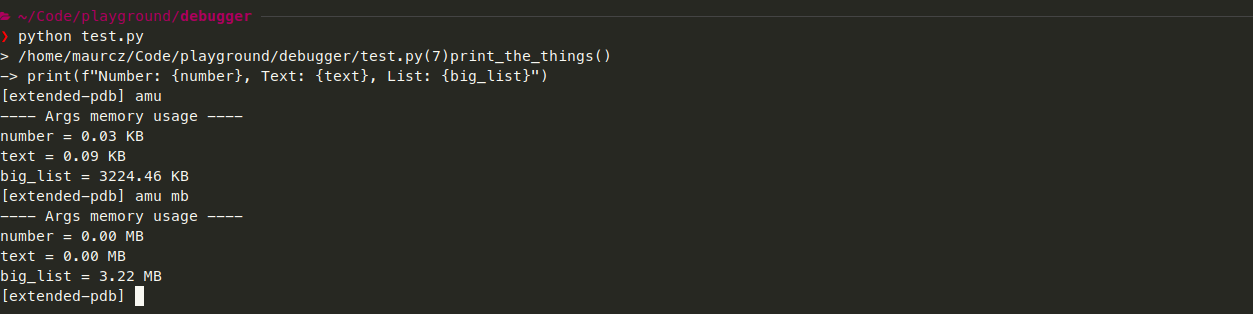 ~/Code/playground/debugger
❯ python test.py
> /home/maurcz/Code/playground/debugger/test.py(7)print_the_things()
-> print(f"Number: {number}, Text: {text}, List: {big_list}")
[extended-pdb] amu
---- Args memory usage ----
number = 0.03 KB
text = 0.09 KB
big_list = 3224.46 KB
[extended-pdb] amu mb
---- Args memory usage ----
number = 0.00 MB
text = 0.00 MB
big_list = 3.22 MB
[extended-pdb]